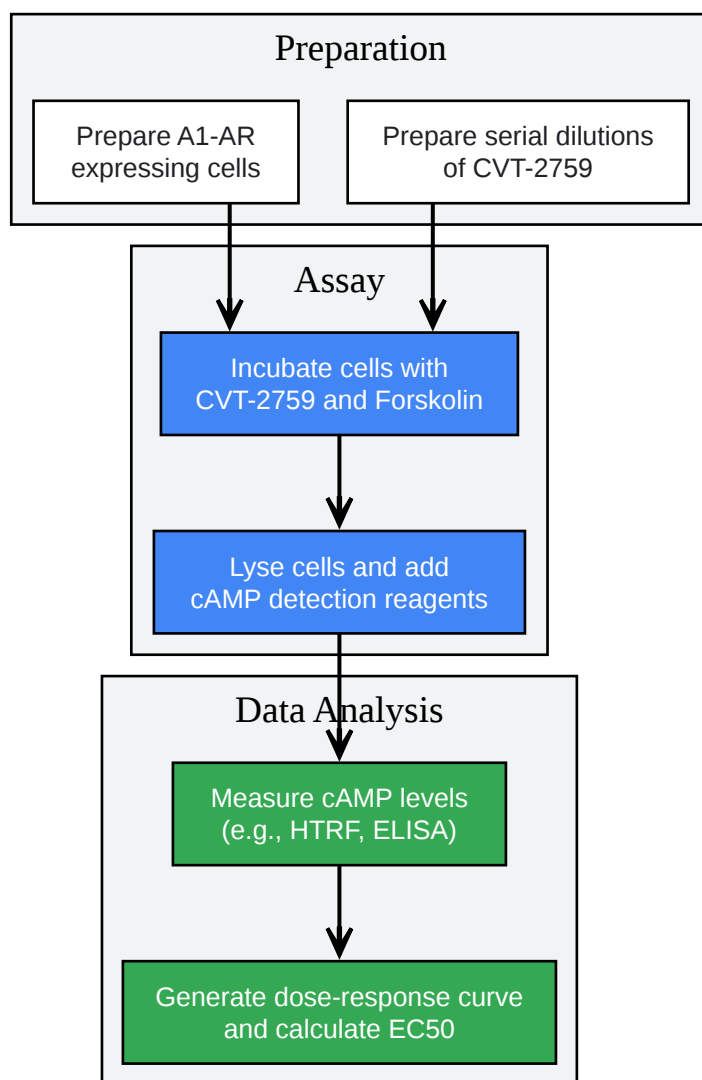 Preparation
Prepare A1-AR
expressing cells
Prepare serial dilutions
of CVT-2759
Assay
Incubate cells with
CVT-2759 and Forskolin
Lyse cells and add
cAMP detection reagents
Data Analysis
Measure cAMP levels
(e.g., HTRF, ELISA)
Generate dose-response curve
and calculate EC50